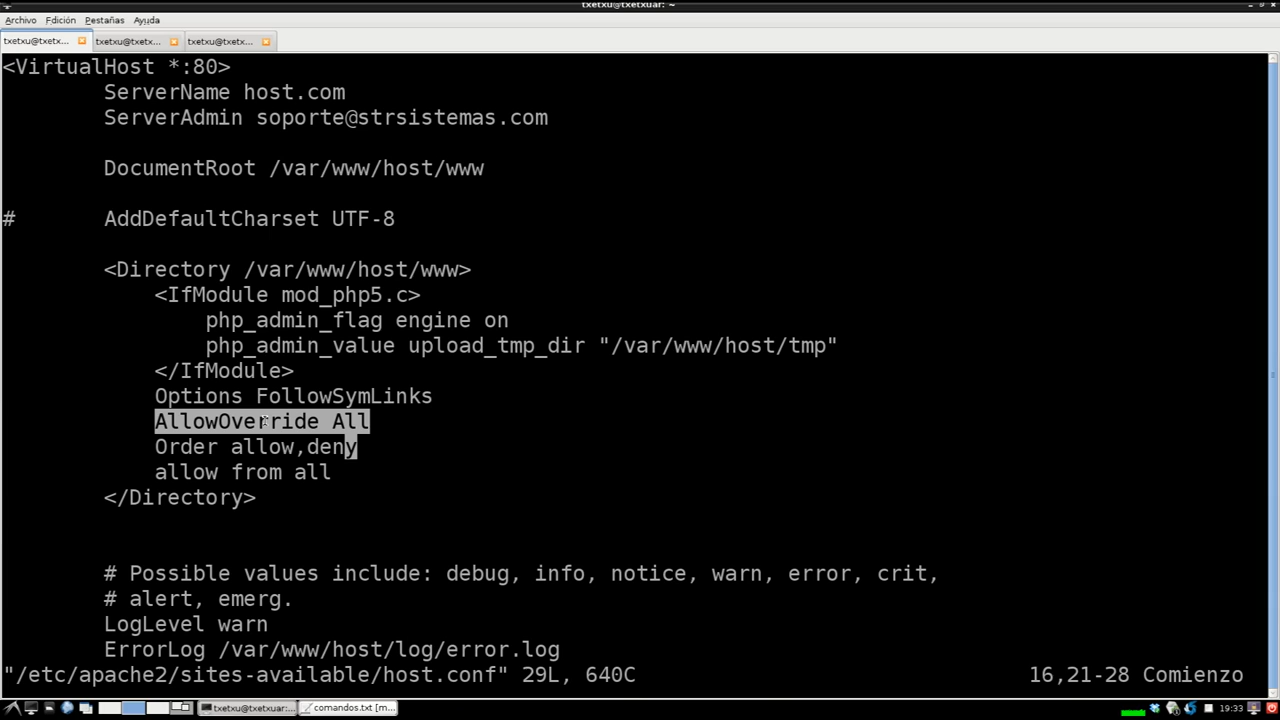 txetxu@txetxuar: ~
Archivo Edición Pestañas Ayuda
txetxu@txetx... txetxu@txetx... txetxu@txetx...
<VirtualHost *:80>
ServerName host.com
ServerAdmin soporte@strsistemas.com
DocumentRoot /var/www/host/www
# AddDefaultCharset UTF-8
<Directory /var/www/host/www>
<IfModule mod_php5.c>
php_admin_flag engine on
php_admin_value upload_tmp_dir "/var/www/host/tmp"
</IfModule>
Options FollowSymLinks
AllowOverride All
Order allow,deny
allow from all
</Directory>
# Possible values include: debug, info, notice, warn, error, crit,
# alert, emerg.
LogLevel warn
ErrorLog /var/www/host/log/error.log
"/etc/apache2/sites-available/host.conf" 29L, 640C 16,21-28 Comienzo
txetxu@txetxuar:... comandos.txt [m... 19:33